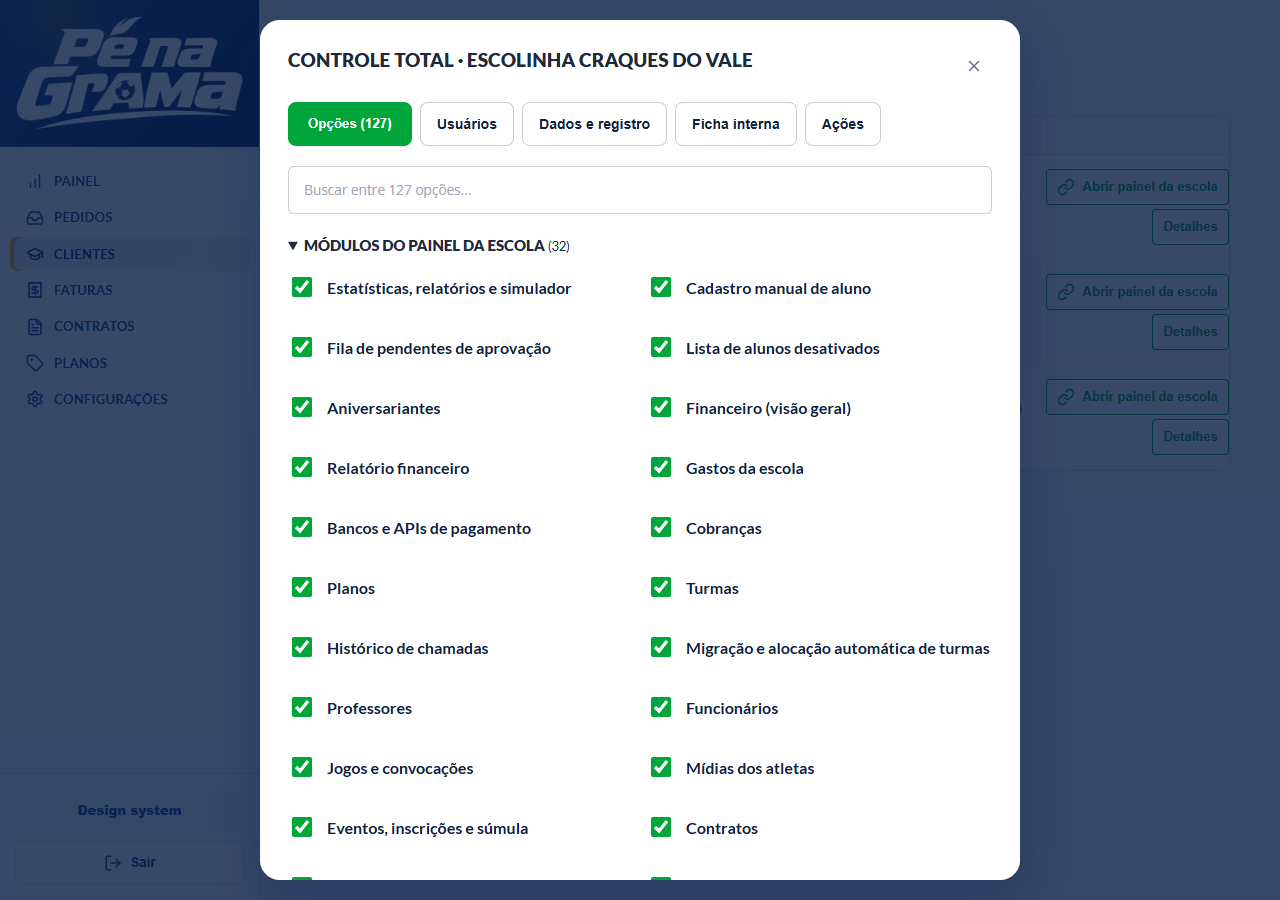 Pé na
Grama
PAINEL
PEDIDOS
CLIENTES
FATURAS
CONTRATOS
PLANOS
CONFIGURAÇÕES
Design system
Sair
CONTROLE TOTAL · ESCOLINHA CRAQUES DO VALE
Opções (127) Usuários Dados e registro Ficha interna Ações
Buscar entre 127 opções...
MÓDULOS DO PAINEL DA ESCOLA (32)
Estatísticas, relatórios e simulador Cadastro manual de aluno
Fila de pendentes de aprovação Lista de alunos desativados
Aniversariantes Financeiro (visão geral)
Relatório financeiro Gastos da escola
Bancos e APIs de pagamento Cobranças
Planos Turmas
Histórico de chamadas Migração e alocação automática de turmas
Professores Funcionários
Jogos e convocações Mídias dos atletas
Eventos, inscrições e súmula Contratos
Abrir painel da escola
Detalhes
Abrir painel da escola
Detalhes
Abrir painel da escola
Detalhes